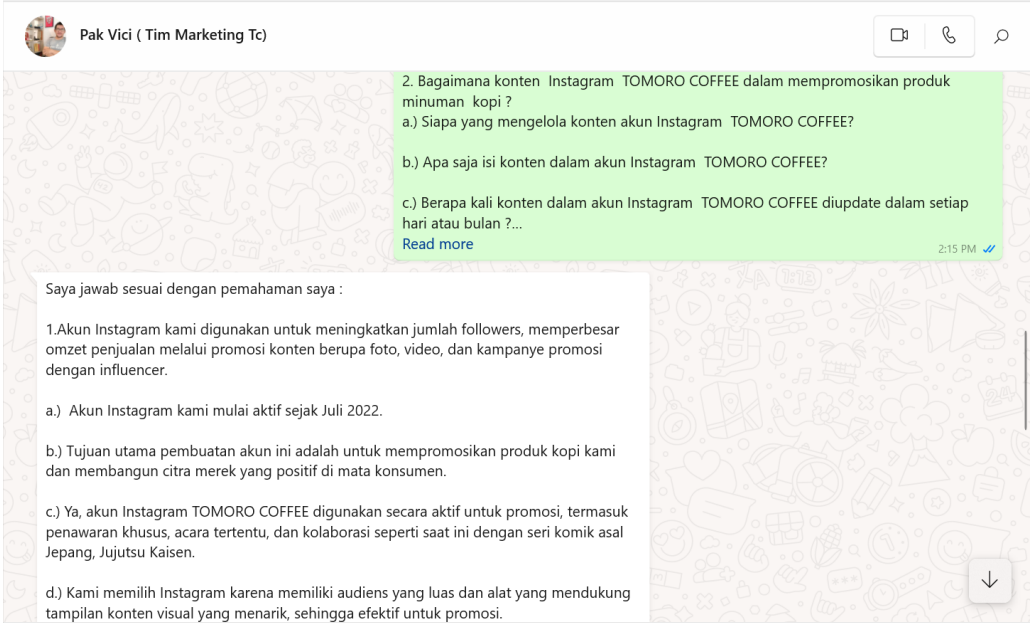 Pak Vici ( Tim Marketing Tc)
2. Bagaimana konten  Instagram  TOMORO COFFEE dalam mempromosikan produk
minuman  kopi ?
a.) Siapa yang mengelola konten akun Instagram  TOMORO COFFEE?
b.) Apa saja isi konten dalam akun Instagram  TOMORO COFFEE?
c.) Berapa kali konten dalam akun Instagram  TOMORO COFFEE diupdate dalam setiap
hari atau bulan ?...
Read more
2:15 PM
Saya jawab sesuai dengan pemahaman saya :
1.Akun Instagram kami digunakan untuk meningkatkan jumlah followers, memperbesar
omzet penjualan melalui promosi konten berupa foto, video, dan kampanye promosi
dengan influencer.
a.)  Akun Instagram kami mulai aktif sejak Juli 2022.
b.) Tujuan utama pembuatan akun ini adalah untuk mempromosikan produk kopi kami
dan membangun citra merek yang positif di mata konsumen.
c.) Ya, akun Instagram TOMORO COFFEE digunakan secara aktif untuk promosi, termasuk
penawaran khusus, acara tertentu, dan kolaborasi seperti saat ini dengan seri komik asal
Jepang, Jujutsu Kaisen.
d.) Kami memilih Instagram karena memiliki audiens yang luas dan alat yang mendukung
tampilan konten visual yang menarik, sehingga efektif untuk promosi.